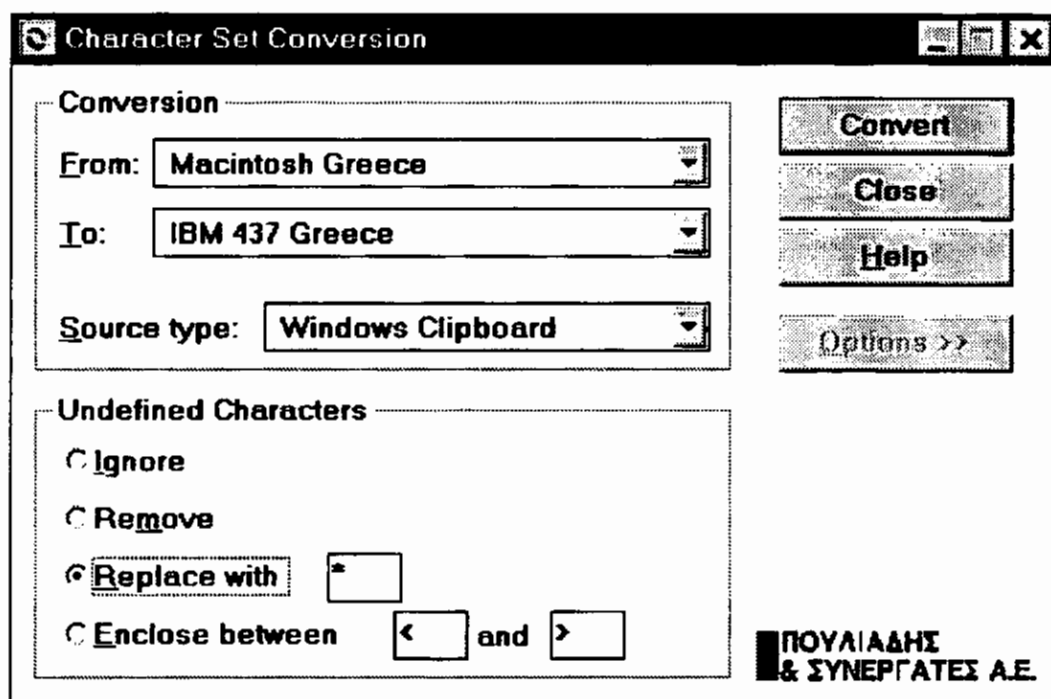 Character Set Conversion
Conversion
From: Macintosh Greece
To: IBM 437 Greece
Source type: Windows Clipboard
Convert
Close
Help
Options >>
Undefined Characters
Ignore
Remove
Replace with *
Enclose between < and >
ΠΟΥΛΙΑΔΗΣ
& ΣΥΝΕΡΓΑΤΕΣ Α.Ε.